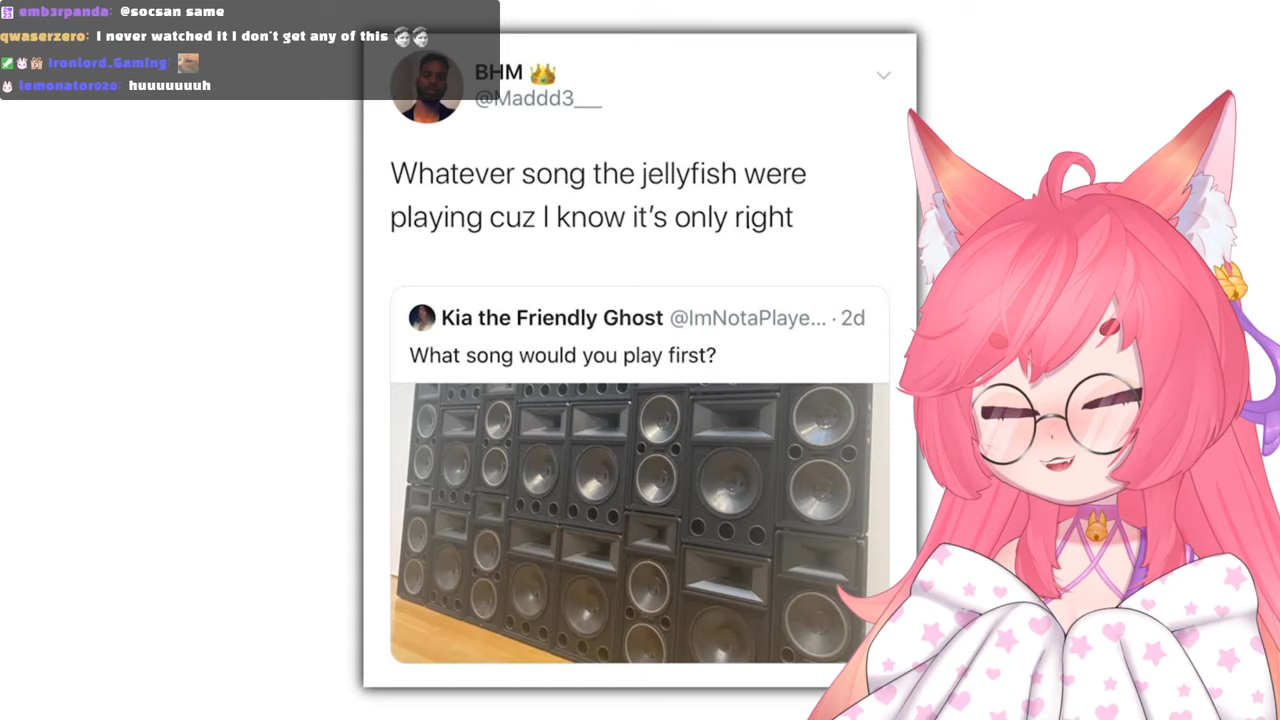 emb3rpanda: @socsan same
qwaserzero: I never watched it I don't get any of this
ironlord_Gaming:
lemonator020: huuuuuuuh
BHM
@Maddd3___
Whatever song the jellyfish were
playing cuz I know it's only right
Kia the Friendly Ghost @ImNotaPlaye... · 2d
What song would you play first?